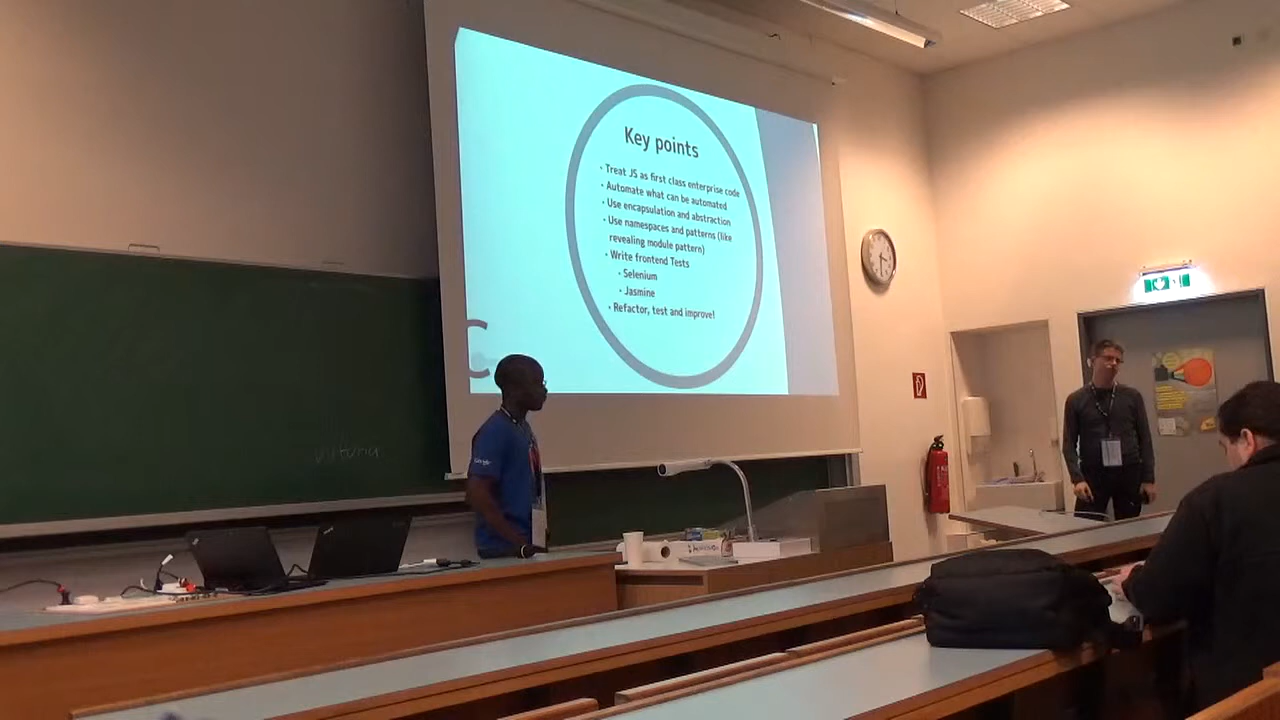 Key points
• Treat JS as first class enterprise code
• Automate what can be automated
• Use encapsulation and abstraction
• Use namespaces and patterns (like
revealing module pattern)
• Write frontend Tests
• Selenium
• Jasmine
• Refactor, test and improve!
C